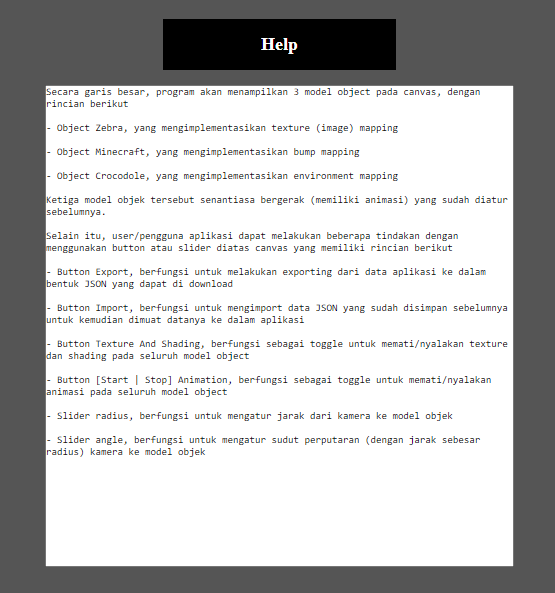 Help
Secara garis besar, program akan menampilkan 3 model object pada canvas, dengan
rincian berikut
- Object Zebra, yang mengimplementasikan texture (image) mapping
- Object Minecraft, yang mengimplementasikan bump mapping
- Object Crocodole, yang mengimplementasikan environment mapping
Ketiga model objek tersebut senantiasa bergerak (memiliki animasi) yang sudah diatur
sebelumnya.
Selain itu, user/pengguna aplikasi dapat melakukan beberapa tindakan dengan
menggunakan button atau slider diatas canvas yang memiliki rincian berikut
- Button Export, berfungsi untuk melakukan exporting dari data aplikasi ke dalam
bentuk JSON yang dapat di download
- Button Import, berfungsi untuk mengimport data JSON yang sudah disimpan sebelumnya
untuk kemudian dimuat datanya ke dalam aplikasi
- Button Texture And Shading, berfungsi sebagai toggle untuk memati/nyalakan texture
dan shading pada seluruh model object
- Button [Start | Stop] Animation, berfungsi sebagai toggle untuk memati/nyalakan
animasi pada seluruh model object
- Slider radius, berfungsi untuk mengatur jarak dari kamera ke model objek
- Slider angle, berfungsi untuk mengatur sudut perputaran (dengan jarak sebesar
radius) kamera ke model objek